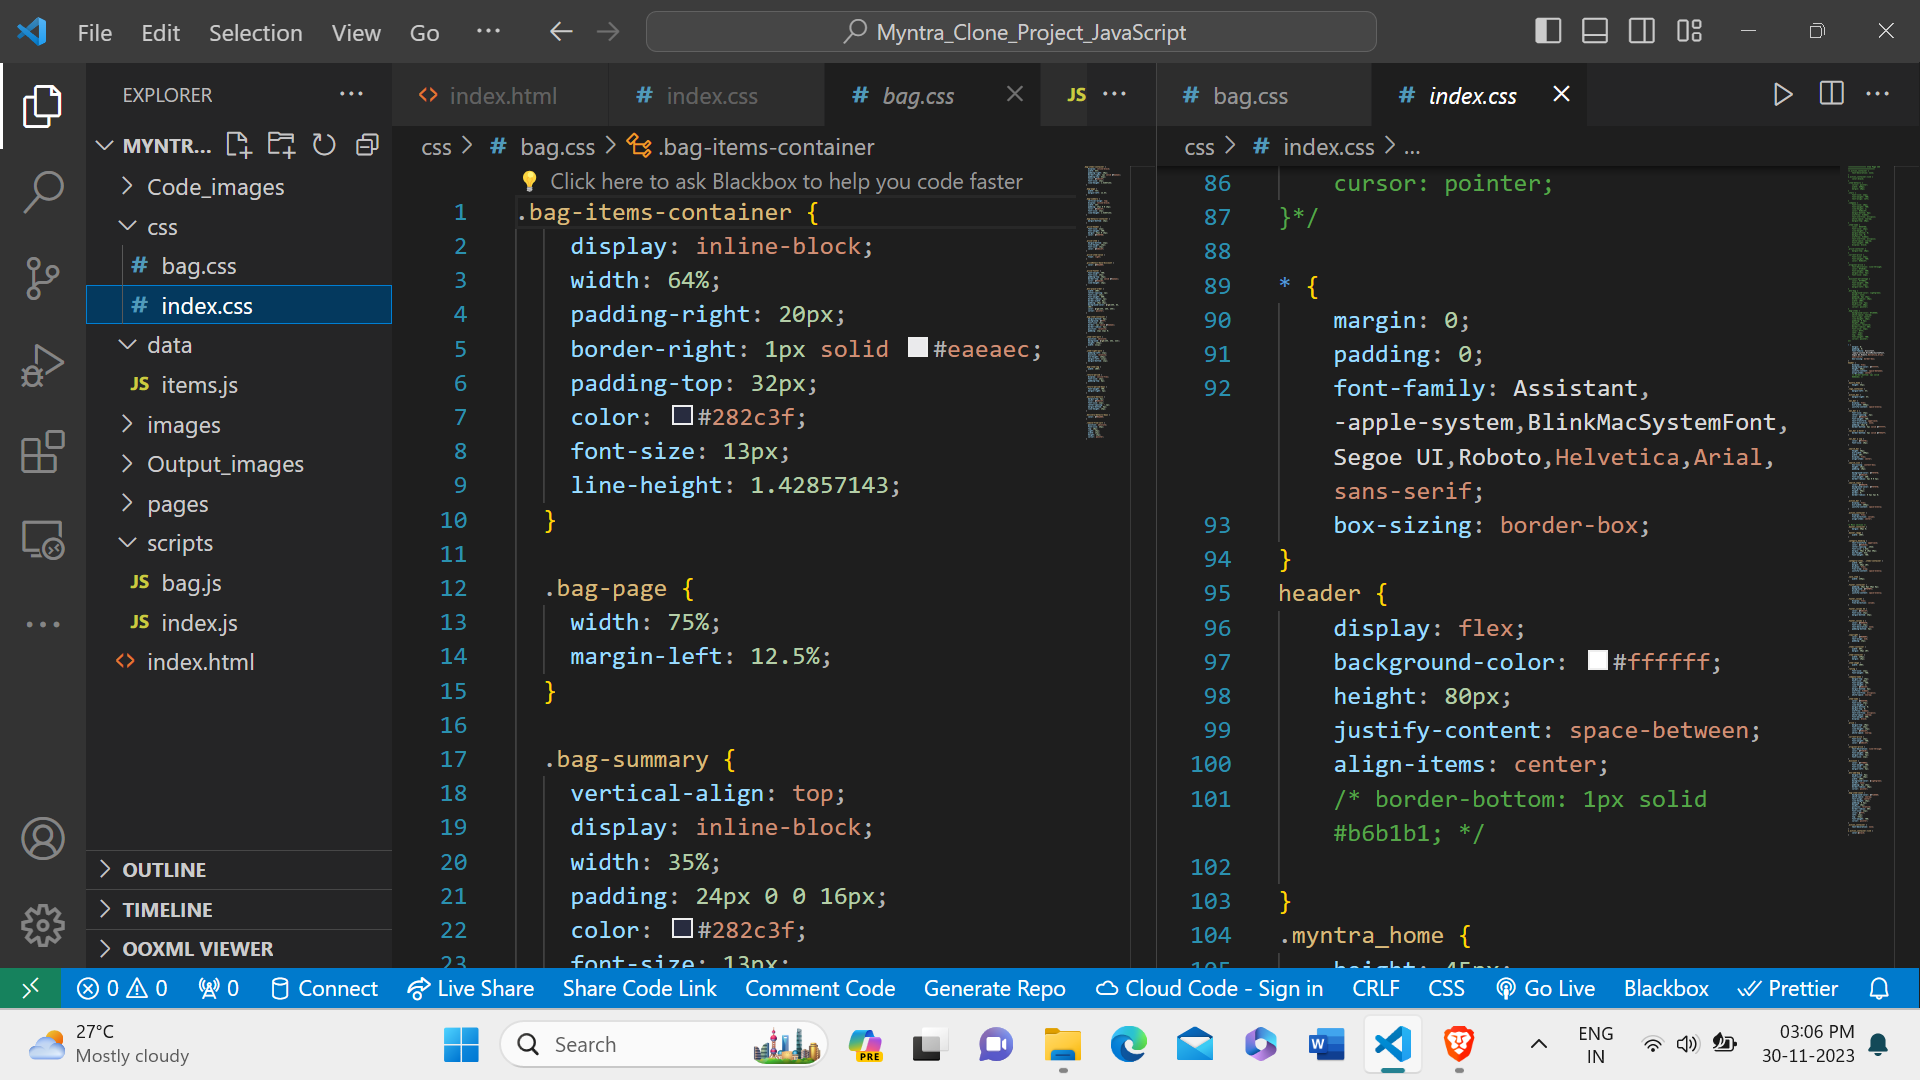 File Edit Selection View Go ··· Myntra_Clone_Project_JavaScript
EXPLORER
MYNTR...
Code_images
css
# bag.css
# index.css
data
JS items.js
images
Output_images
pages
scripts
JS bag.js
JS index.js
<> index.html
OUTLINE
TIMELINE
OOXML VIEWER
<> index.html # index.css # bag.css JS ···
css > # bag.css > .bag-items-container
Click here to ask Blackbox to help you code faster
1 .bag-items-container {
2 display: inline-block;
3 width: 64%;
4 padding-right: 20px;
5 border-right: 1px solid #eaeaec;
6 padding-top: 32px;
7 color: #282c3f;
8 font-size: 13px;
9 line-height: 1.42857143;
10 }
11
12 .bag-page {
13 width: 75%;
14 margin-left: 12.5%;
15 }
16
17 .bag-summary {
18 vertical-align: top;
19 display: inline-block;
20 width: 35%;
21 padding: 24px 0 0 16px;
22 color: #282c3f;
23 font-size: 13px;
# bag.css # index.css
css > # index.css > ...
86 cursor: pointer;
87 }*/
88
89 * {
90 margin: 0;
91 padding: 0;
92 font-family: Assistant,
-apple-system,BlinkMacSystemFont,
Segoe UI,Roboto,Helvetica,Arial,
sans-serif;
93 box-sizing: border-box;
94 }
95 header {
96 display: flex;
97 background-color: #ffffff;
98 height: 80px;
99 justify-content: space-between;
100 align-items: center;
101 /* border-bottom: 1px solid
#b6b1b1; */
102
103 }
104 .myntra_home {
105 height: 45px;
0 0 0 Connect Live Share Share Code Link Comment Code Generate Repo Cloud Code - Sign in CRLF CSS Go Live Blackbox Prettier
27°C
Mostly cloudy
Search
PRE
ENG
IN
03:06 PM
30-11-2023